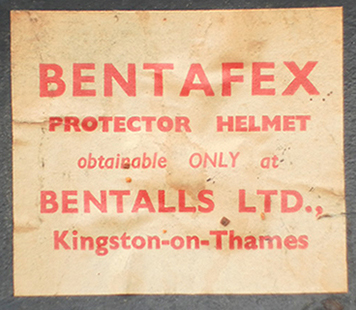 BENTAFEX
PROTECTOR HELMET
obtainable ONLY at
BENTALLS LTD.,
Kingston-on-Thames